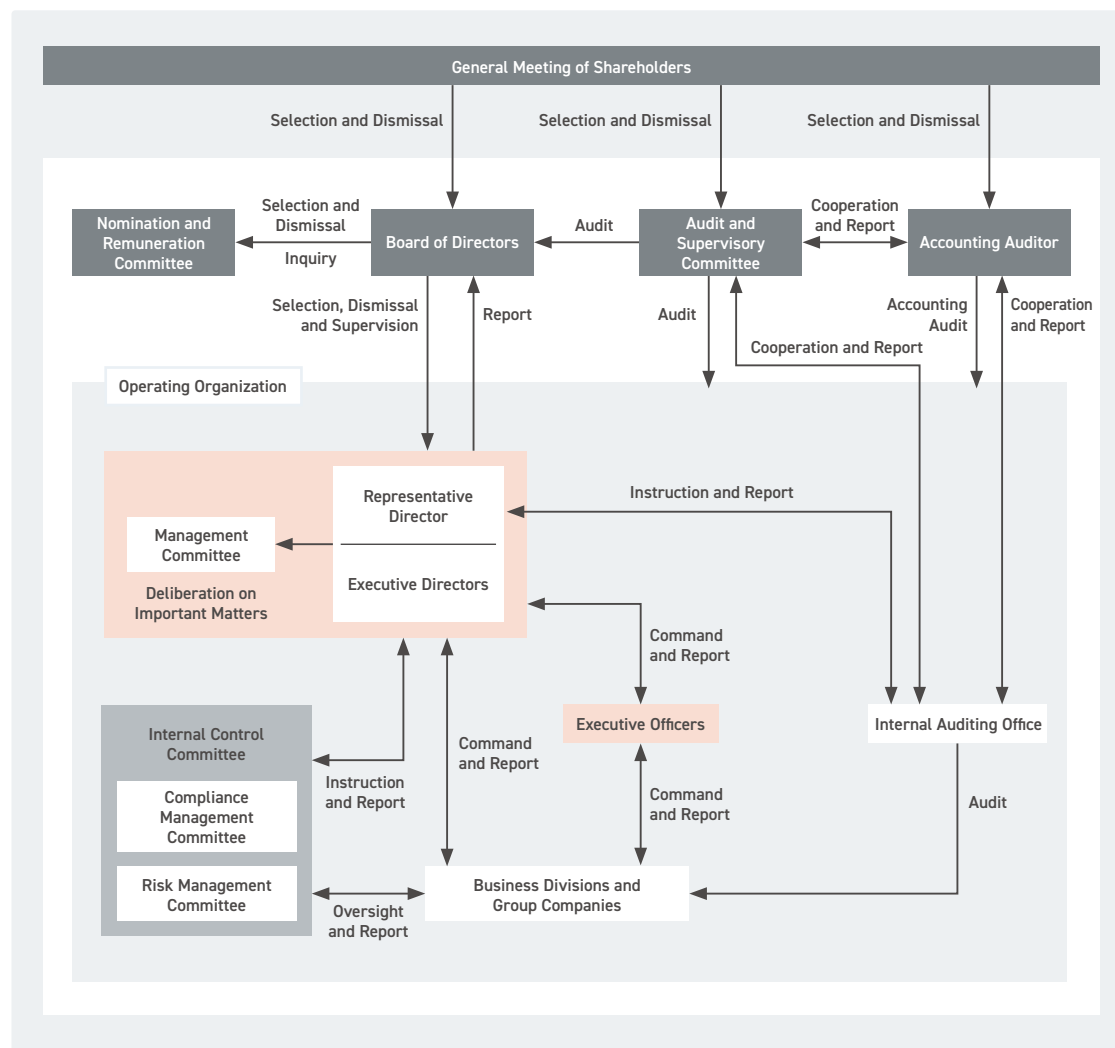 General Meeting of Shareholders
Selection and Dismissal
Selection and Dismissal
Selection and Dismissal
Nomination and
Remuneration
Committee
Selection and
Dismissal
Inquiry
Board of Directors
Audit
Audit and
Supervisory
Committee
Cooperation
and Report
Accounting Auditor
Selection, Dismissal
and Supervision
Report
Audit
Cooperation and Report
Accounting
Audit
Cooperation
and Report
Operating Organization
Representative
Director
Executive Directors
Management
Committee
Deliberation on
Important Matters
Instruction and Report
Command
and Report
Executive Officers
Internal Auditing Office
Internal Control
Committee
Compliance
Management
Committee
Risk Management
Committee
Instruction
and Report
Command
and Report
Command
and Report
Audit
Oversight
and Report
Business Divisions and
Group Companies